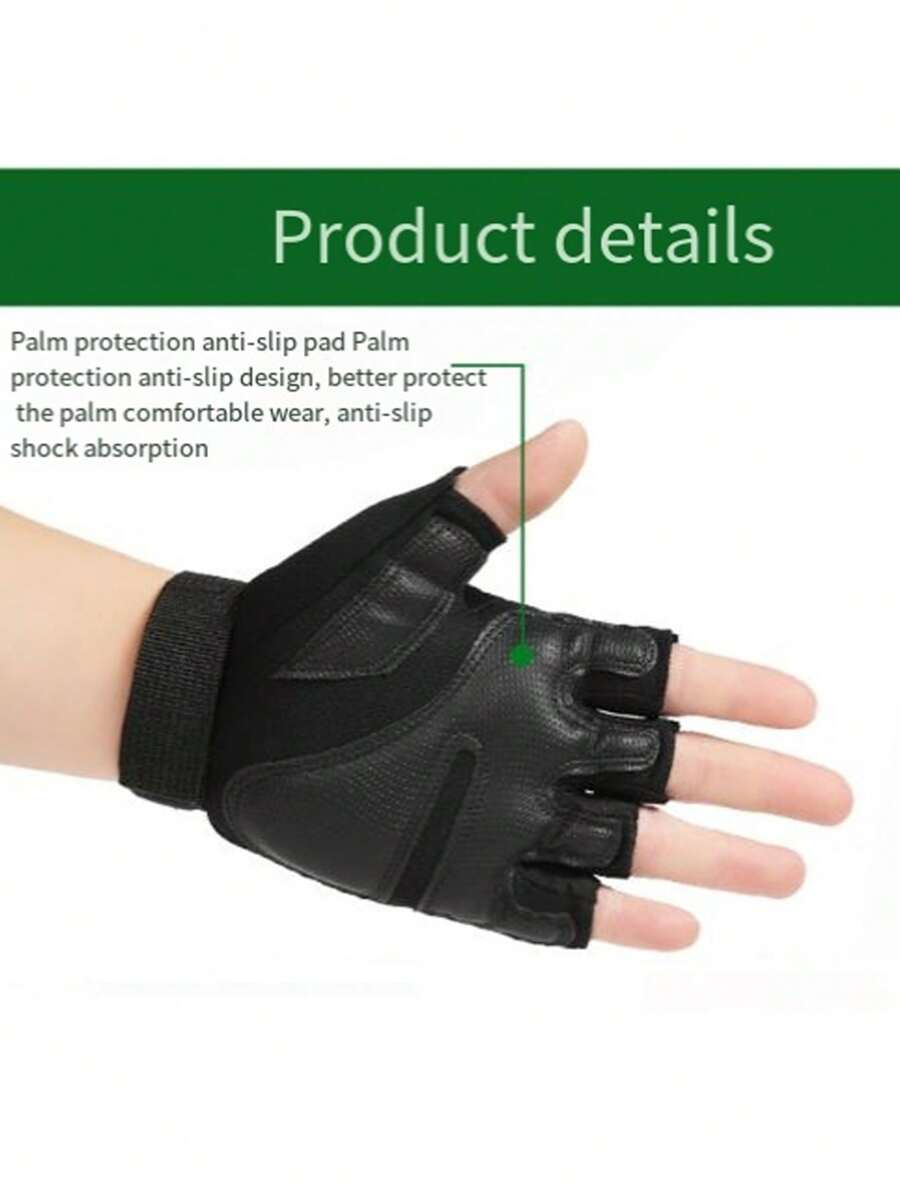 Product details
Palm protection anti-slip pad Palm
protection anti-slip design, better protect
the palm comfortable wear, anti-slip
shock absorption